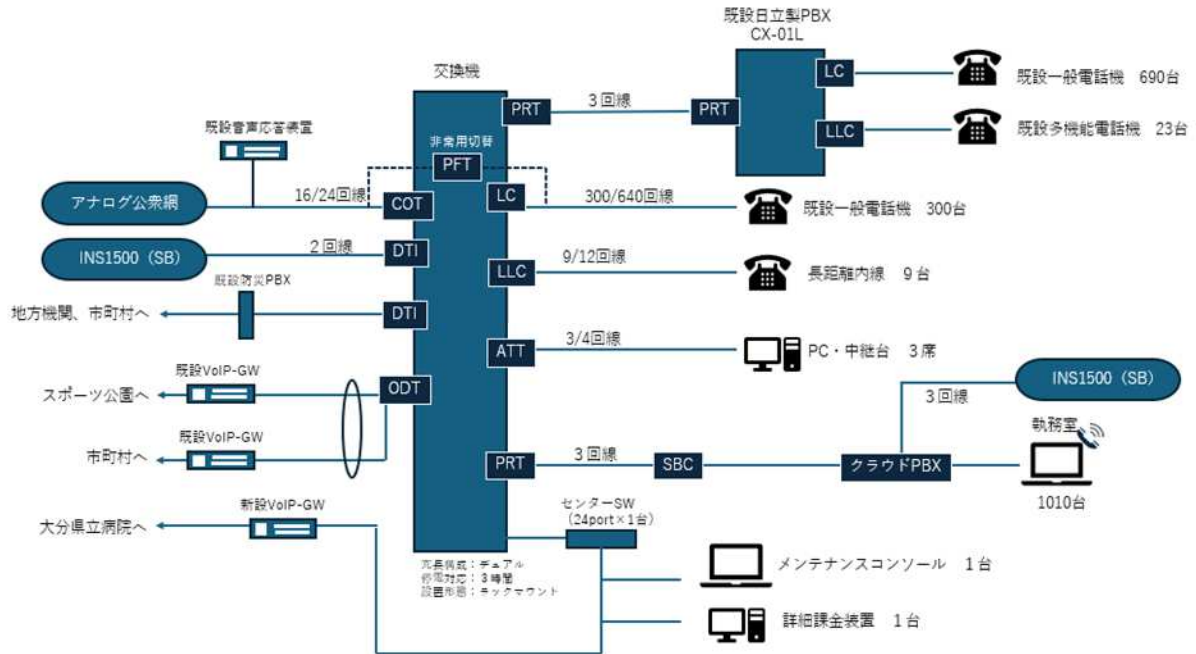 既設日立製PBX
CX-01L
LC
既設一般電話機 690台
LLC
既設多機能電話機 23台
PRT
3回線
PRT
交換機
非常用切替
PFT
既設音声応答装置
アナログ公衆網
16/24回線
COT
LC
300/640回線
既設一般電話機 300台
INS1500（SB）
2回線
DTI
LLC
9/12回線
長距離内線 9台
既設防災PBX
地方機関、市町村へ
DTI
ATT
3/4回線
PC・中継台 3席
INS1500（SB）
3回線
既設VoIP-GW
スポーツ公園へ
ODT
既設VoIP-GW
市町村へ
PRT
3回線
SBC
クラウドPBX
執務室
1010台
新設VoIP-GW
大分県立病院へ
センターSW
（24port×1台）
冗長構成：デュアル
停電対応：3時間
設置形態：ラックマウント
メンテナンスコンソール 1台
詳細課金装置 1台